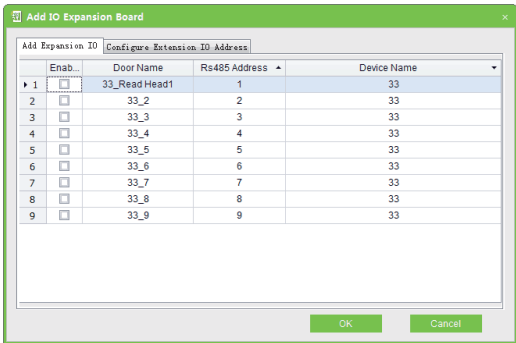 Add IO Expansion Board
Add Expansion IO Configure Extension IO Address
Enab... Door Name Rs485 Address Device Name
1 33_Read Head1 1 33
2 33_2 2 33
3 33_3 3 33
4 33_4 4 33
5 33_5 5 33
6 33_6 6 33
7 33_7 7 33
8 33_8 8 33
9 33_9 9 33
OK Cancel